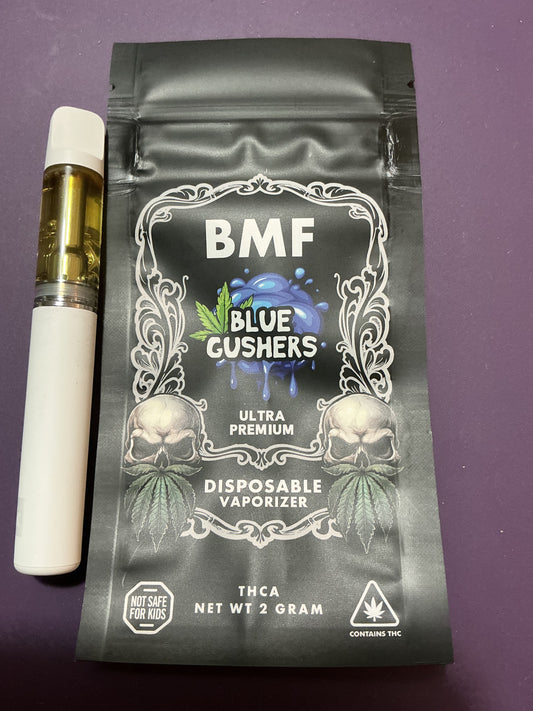 BMF
BLUE
GUSHERS
ULTRA
PREMIUM
DISPOSABLE
VAPORIZER
THCA
NET WT 2 GRAM
NOT SAFE
FOR KIDS
CONTAINS THC